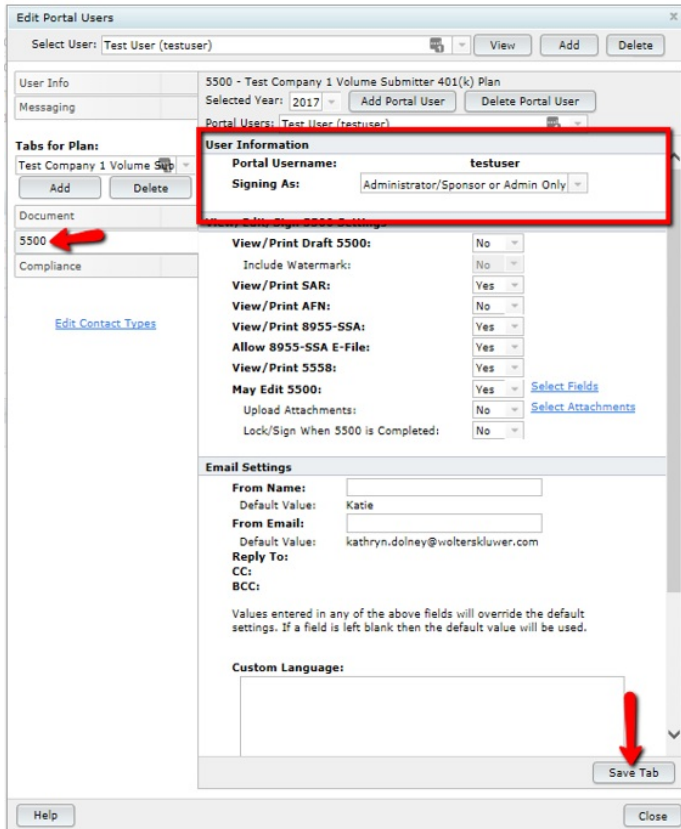 Edit Portal Users
x
Select User: Test User (testuser)
View Add Delete
User Info
Messaging
Tabs for Plan:
Test Company 1 Volume Sub
Add Delete
Document
5500
Compliance
Edit Contact Types
5500 - Test Company 1 Volume Submitter 401(k) Plan
Selected Year: 2017 Add Portal User Delete Portal User
Portal Users: Test User (testuser)
User Information
Portal Username: testuser
Signing As: Administrator/Sponsor or Admin Only
View/Edit/Sign 5500 Settings
View/Print Draft 5500: No
Include Watermark: No
View/Print SAR: Yes
View/Print AFN: No
View/Print 8955-SSA: Yes
Allow 8955-SSA E-File: Yes
View/Print 5558: Yes
May Edit 5500: Yes Select Fields
Upload Attachments: No Select Attachments
Lock/Sign When 5500 is Completed: No
Email Settings
From Name:
Default Value: Katie
From Email:
Default Value: kathryn.dolney@wolterskluwer.com
Reply To:
CC:
BCC:
Values entered in any of the above fields will override the default
settings. If a field is left blank then the default value will be used.
Custom Language:
Save Tab
Help Close